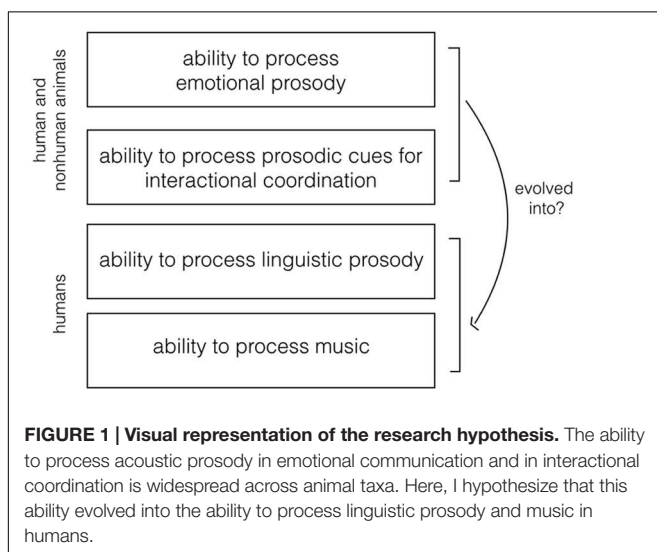 human and
nonhuman animals
ability to process
emotional prosody
ability to process prosodic cues for
interactional coordination
evolved
into?
humans
ability to process linguistic prosody
ability to process music
FIGURE 1 | Visual representation of the research hypothesis. The ability
to process acoustic prosody in emotional communication and in interactional
coordination is widespread across animal taxa. Here, I hypothesize that this
ability evolved into the ability to process linguistic prosody and music in
humans.